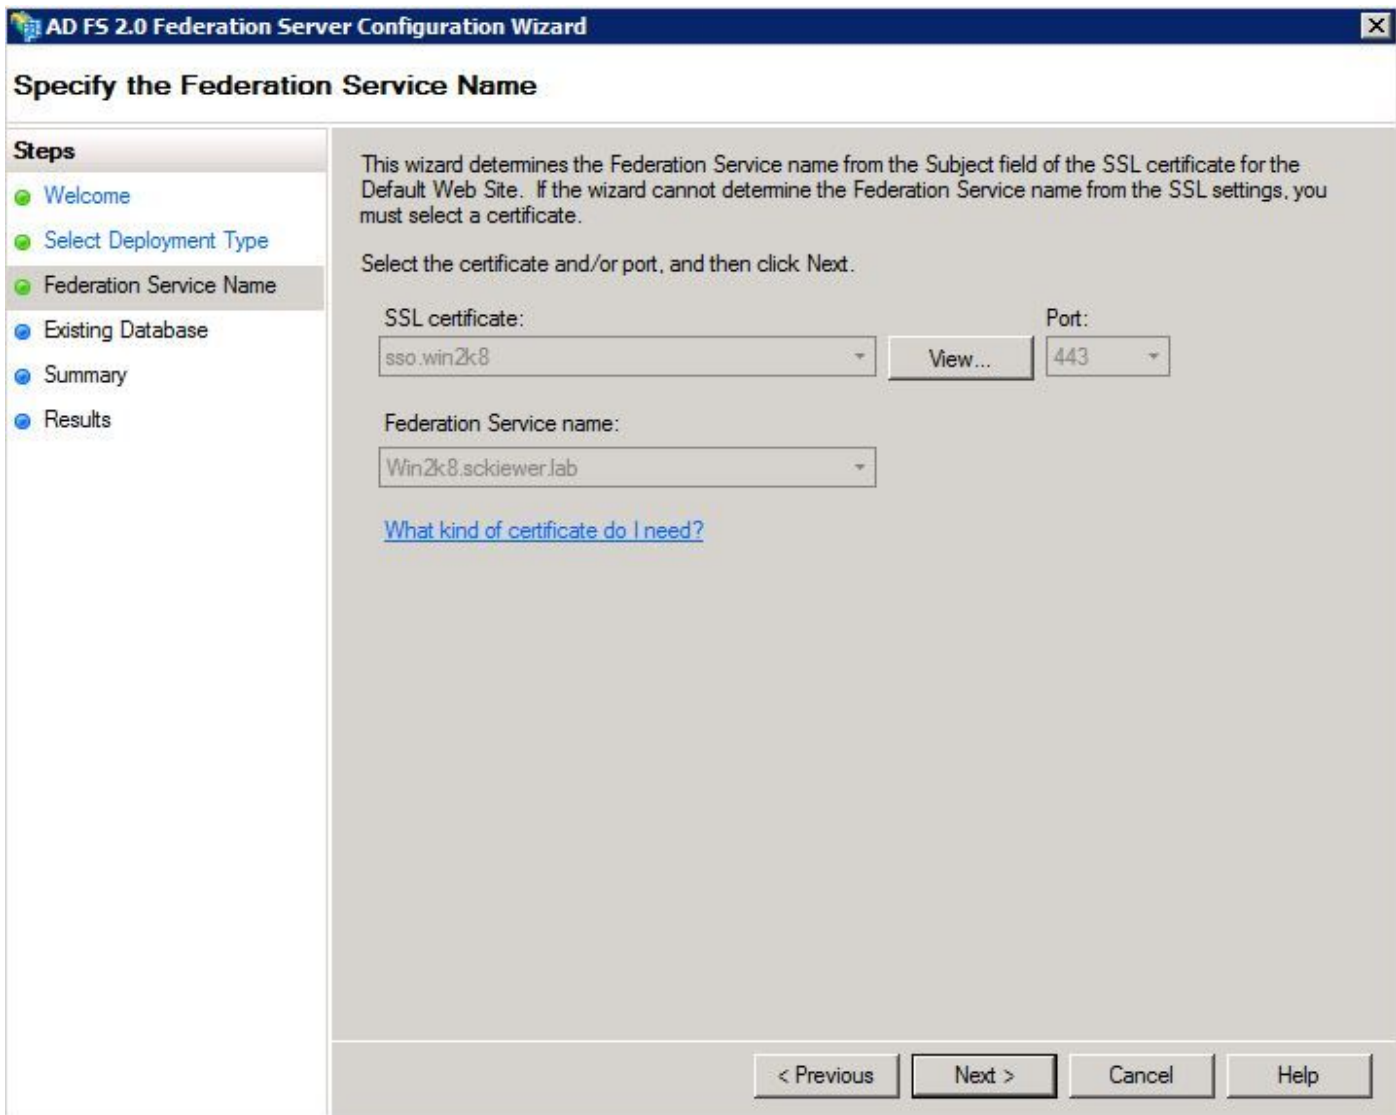 AD FS 2.0 Federation Server Configuration Wizard
Specify the Federation Service Name
Steps
Welcome
Select Deployment Type
Federation Service Name
Existing Database
Summary
Results
This wizard determines the Federation Service name from the Subject field of the SSL certificate for the
Default Web Site. If the wizard cannot determine the Federation Service name from the SSL settings, you
must select a certificate.
Select the certificate and/or port, and then click Next.
SSL certificate:
Port:
sso.win2k8
View...
443
Federation Service name:
Win2k8.sckiewer.lab
What kind of certificate do I need?
< Previous
Next >
Cancel
Help